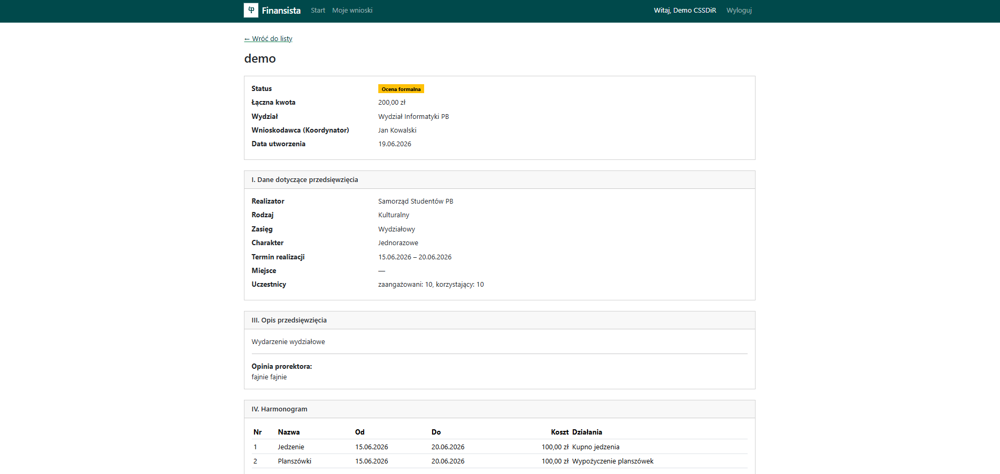 Finansista Start Moje wnioski Witaj, Demo CSSDiR Wyloguj
← Wróć do listy
demo
Status Ocena formalna
Łączna kwota 200,00 zł
Wydział Wydział Informatyki PB
Wnioskodawca (Koordynator) Jan Kowalski
Data utworzenia 19.06.2026
I. Dane dotyczące przedsięwzięcia
Realizator Samorząd Studentów PB
Rodzaj Kulturalny
Zasięg Wydziałowy
Charakter Jednorazowe
Termin realizacji 15.06.2026 – 20.06.2026
Miejsce —
Uczestnicy zaangażowani: 10, korzystający: 10
III. Opis przedsięwzięcia
Wydarzenie wydziałowe
Opinia prorektora:
fajnie fajnie
IV. Harmonogram
Nr Nazwa Od Do Koszt Działania
1 Jedzenie 15.06.2026 20.06.2026 100,00 zł Kupno jedzenia
2 Planszówki 15.06.2026 20.06.2026 100,00 zł Wypożyczenie planszówek